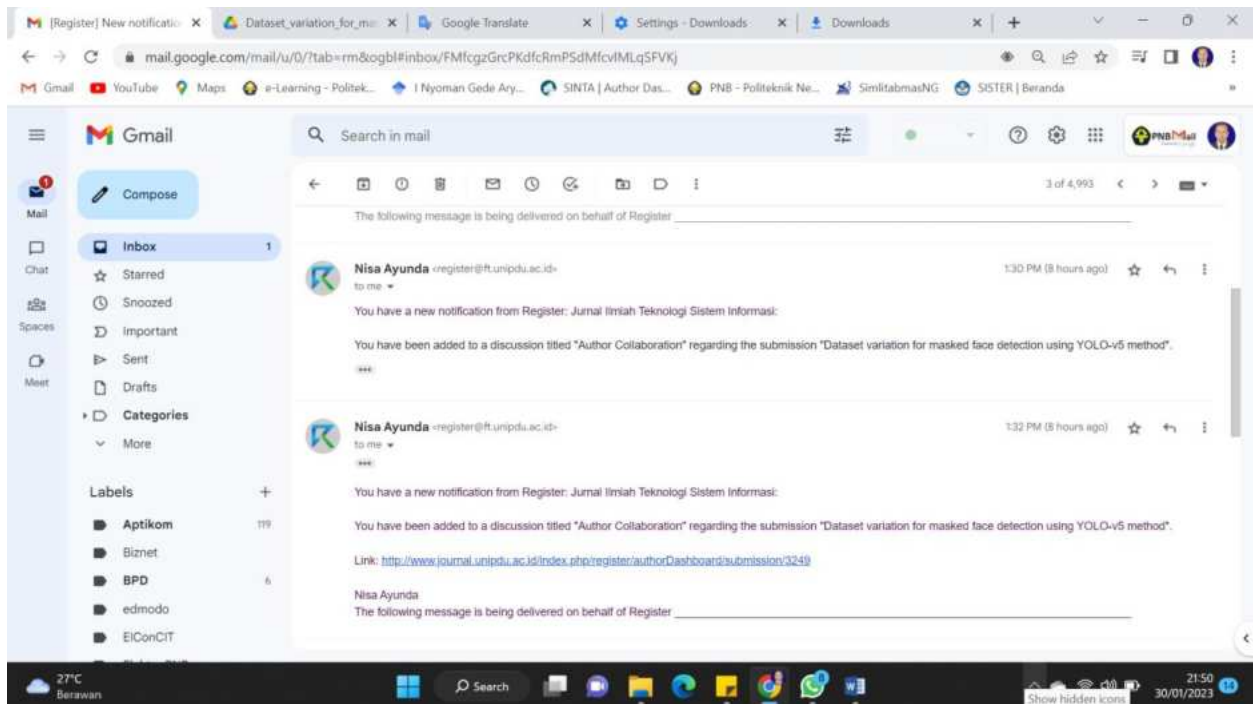 [Register] New notificatio
Dataset_variation_for_ma
Google Translate
Settings - Downloads
Downloads
mail.google.com/mail/u/0/?tab=rm&ogbl#inbox/FMfcgzGrcPKdfcRmPSdMfcvlMLqSFVKj
Gmail
YouTube
Maps
e-Learning - Politek...
I Nyoman Gede Ary...
SINTA | Author Das...
PNB - Politeknik Ne...
SimlitabmasNG
SISTER | Beranda
Gmail
Search in mail
PNBMail
1
Mail
Compose
3 of 4,993
The following message is being delivered on behalf of Register
Chat
Spaces
Meet
Inbox 1
Starred
Snoozed
Important
Sent
Drafts
Categories
More
Labels
Aptikom 119
Biznet
BPD 6
edmodo
EIConCIT
Nisa Ayunda <register@ft.unipdu.ac.id> 1:30 PM (8 hours ago)
to me
You have a new notification from Register: Jurnal Ilmiah Teknologi Sistem Informasi:
You have been added to a discussion titled "Author Collaboration" regarding the submission "Dataset variation for masked face detection using YOLO-v5 method".
Nisa Ayunda <register@ft.unipdu.ac.id> 1:32 PM (8 hours ago)
to me
You have a new notification from Register: Jurnal Ilmiah Teknologi Sistem Informasi:
You have been added to a discussion titled "Author Collaboration" regarding the submission "Dataset variation for masked face detection using YOLO-v5 method".
Link: http://www.journal.unipdu.ac.id/index.php/register/authorDashboard/submission/3249
Nisa Ayunda
The following message is being delivered on behalf of Register
27°C
Berawan
Search
Show hidden icons
21:50
30/01/2023
14